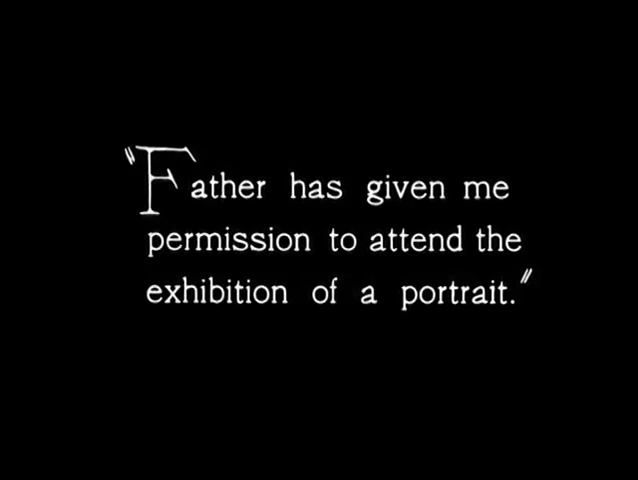 "Father has given me
permission to attend the
exhibition of a portrait."